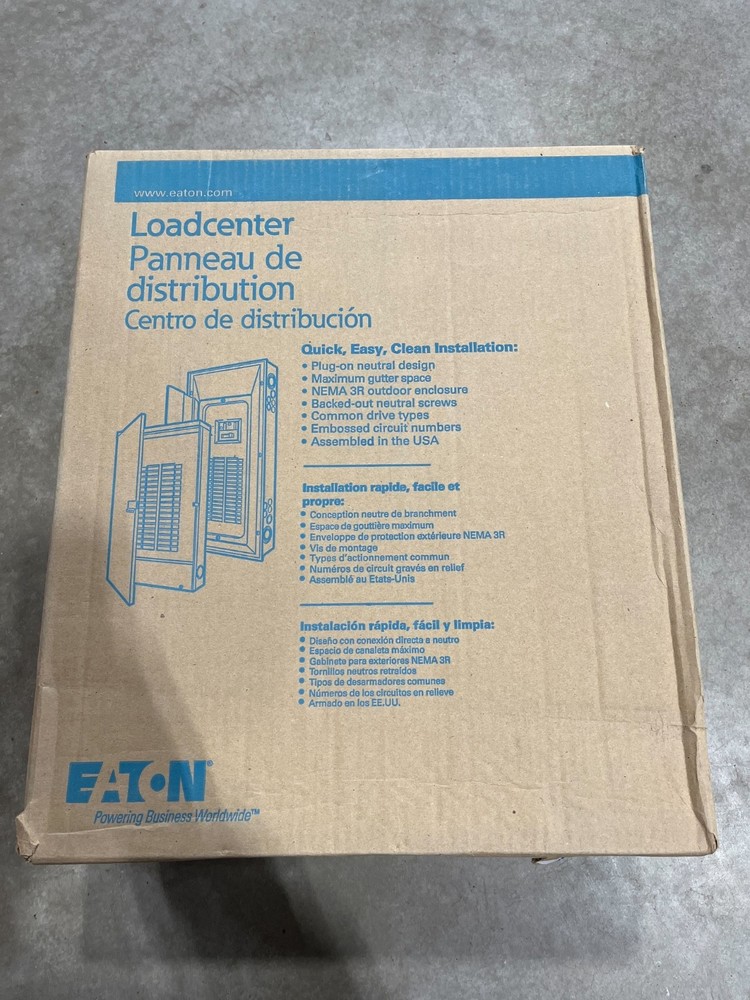 www.eaton.com
Loadcenter
Panneau de
distribution
Centro de distribución
Quick, Easy, Clean Installation:
• Plug-on neutral design
• Maximum gutter space
• NEMA 3R outdoor enclosure
• Backed-out neutral screws
• Common drive types
• Embossed circuit numbers
• Assembled in the USA
Installation rapide, facile et
propre:
• Conception neutre de branchment
• Espace de gouttière maximum
• Enveloppe de protection extérieure NEMA 3R
• Vis de montage
• Types d'actionnement commun
• Numéros de circuit gravés en relief
• Assemblé au Etats-Unis
Instalación rápida, fácil y limpia:
• Diseño con conexión directa a neutro
• Espacio de canaleta máximo
• Gabinete para exteriores NEMA 3R
• Tornillos neutros retraídos
• Tipos de desarmadores comunes
• Números de los circuitos en relieve
• Armado en los EE.UU.
EATON®
Powering Business Worldwide™